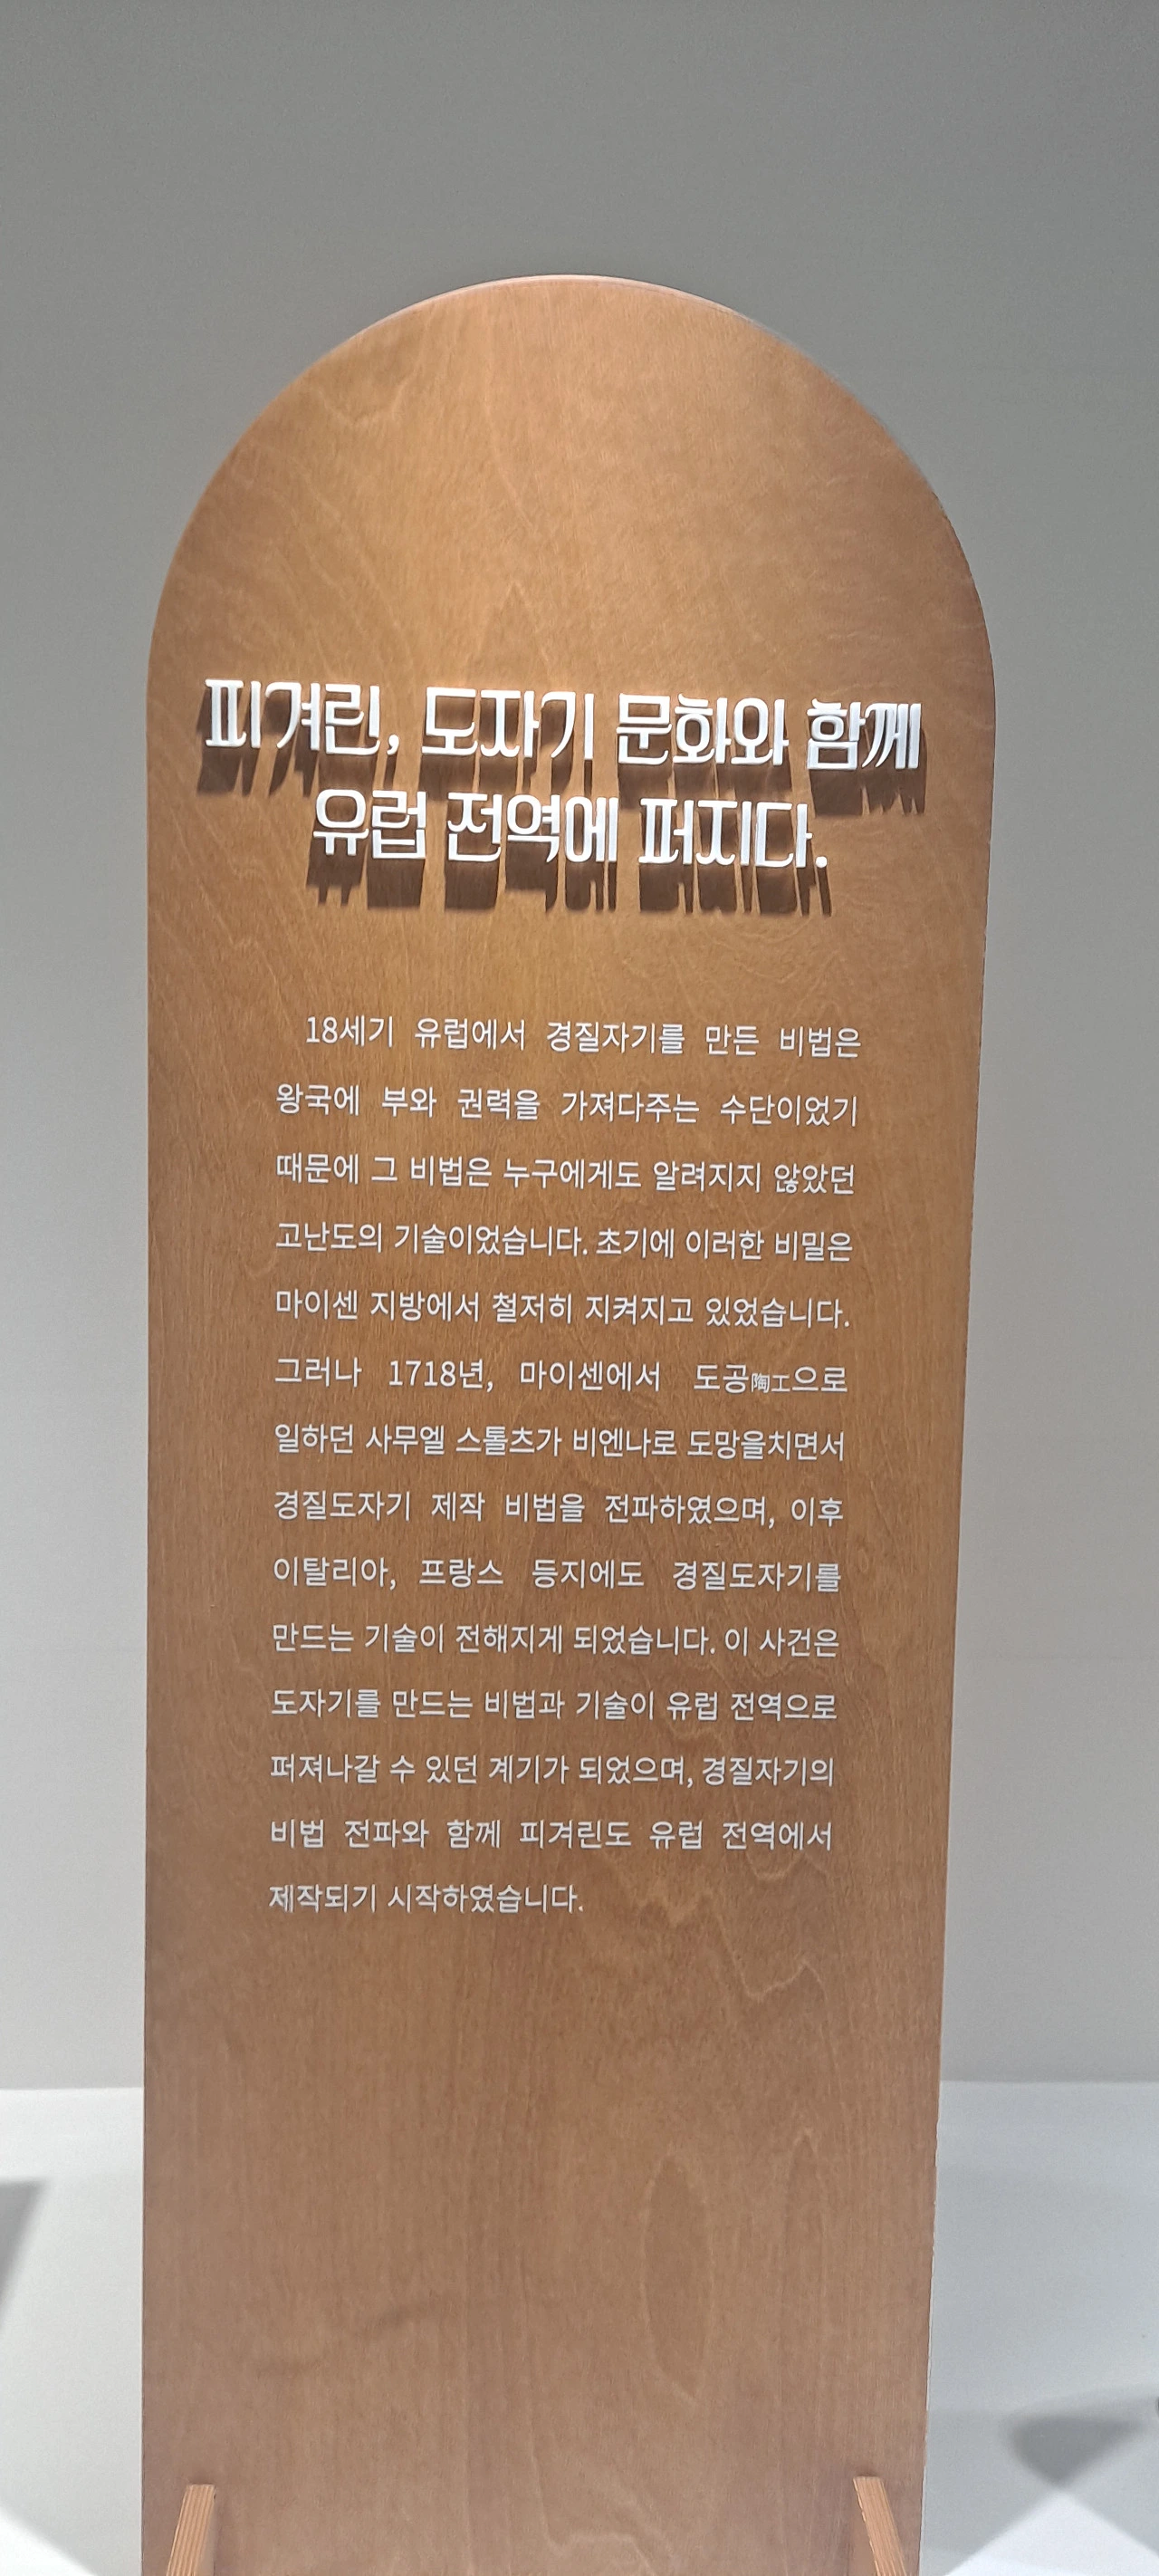 피겨린, 도자기 문화와 함께
유럽 전역에 퍼지다.
18세기 유럽에서 경질자기를 만든 비법은
왕국에 부와 권력을 가져다주는 수단이었기
때문에 그 비법은 누구에게도 알려지지 않았던
고난도의 기술이었습니다. 초기에 이러한 비밀은
마이센 지방에서 철저히 지켜지고 있었습니다.
그러나 1718년, 마이센에서 도공陶工으로
일하던 사무엘 스톨츠가 비엔나로 도망을치면서
경질도자기 제작 비법을 전파하였으며, 이후
이탈리아, 프랑스 등지에도 경질도자기를
만드는 기술이 전해지게 되었습니다. 이 사건은
도자기를 만드는 비법과 기술이 유럽 전역으로
퍼져나갈 수 있던 계기가 되었으며, 경질자기의
비법 전파와 함께 피겨린도 유럽 전역에서
제작되기 시작하였습니다.